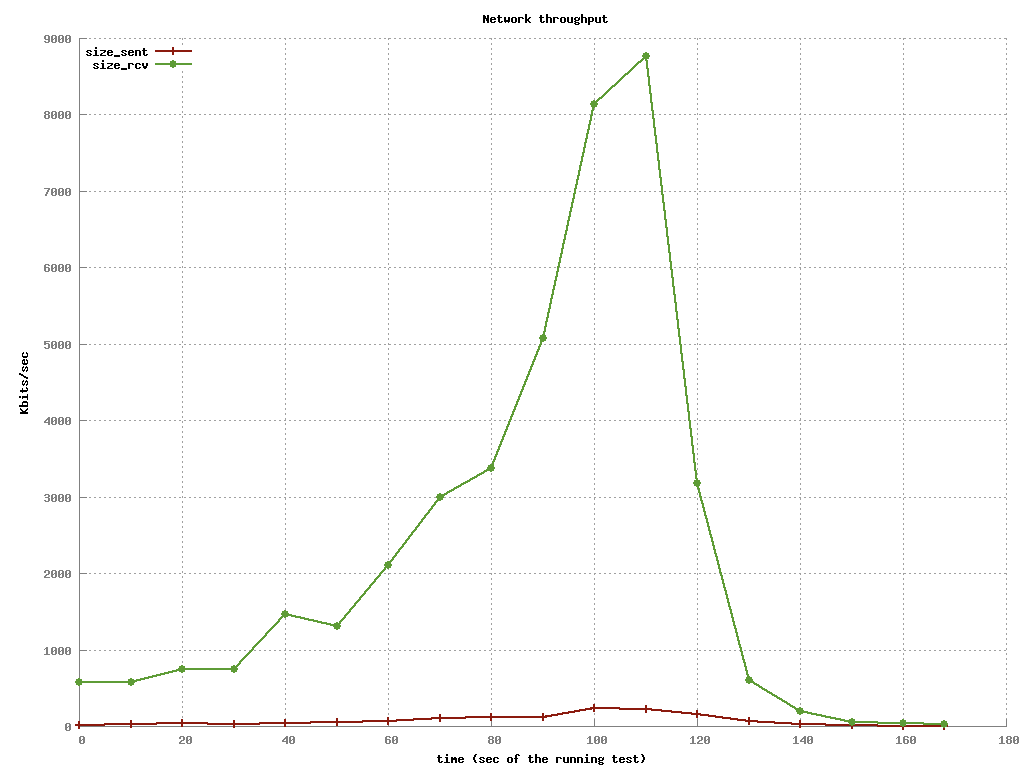 Network throughput
size_sent
size_rcv
9000
8000
7000
6000
5000
4000
3000
2000
1000
0
Kbits/sec
0 20 40 60 80 100 120 140 160 180
time (sec of the running test)